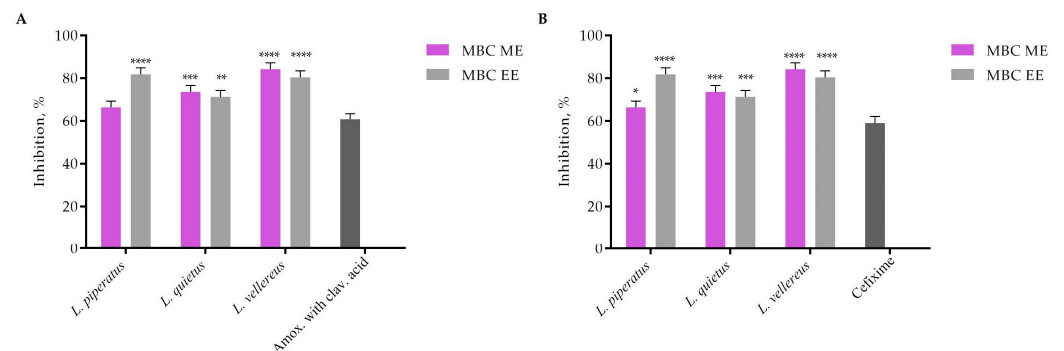 A
Inhibition, %
100
80
60
40
20
0
****
***
**
****
****
L. piperatus
L. quietus
L. vellereus
Amox. with clav. acid
MBC ME
MBC EE
B
Inhibition, %
100
80
60
40
20
0
*
****
***
***
****
****
L. piperatus
L. quietus
L. vellereus
Cefixime
MBC ME
MBC EE